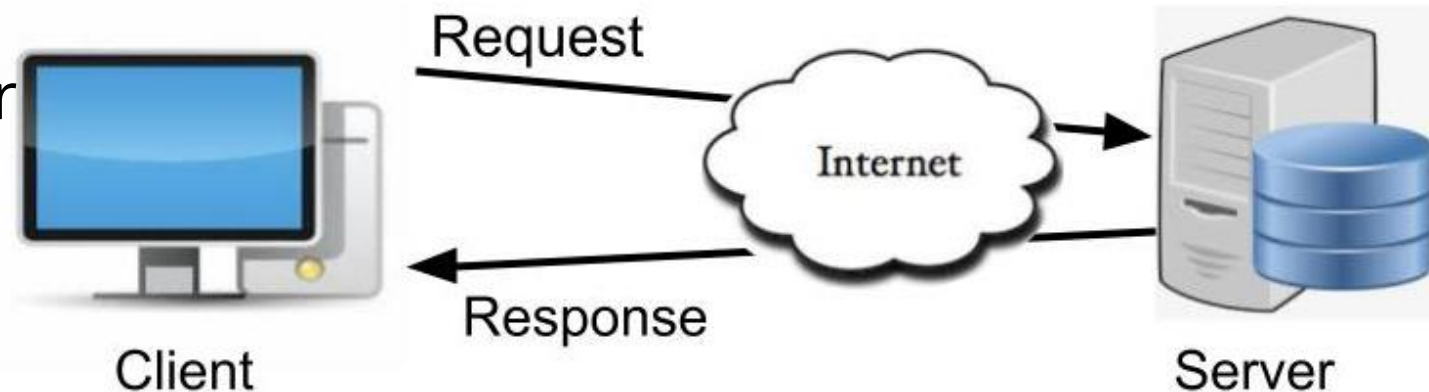 Request
r
Internet
Response
Client
Server